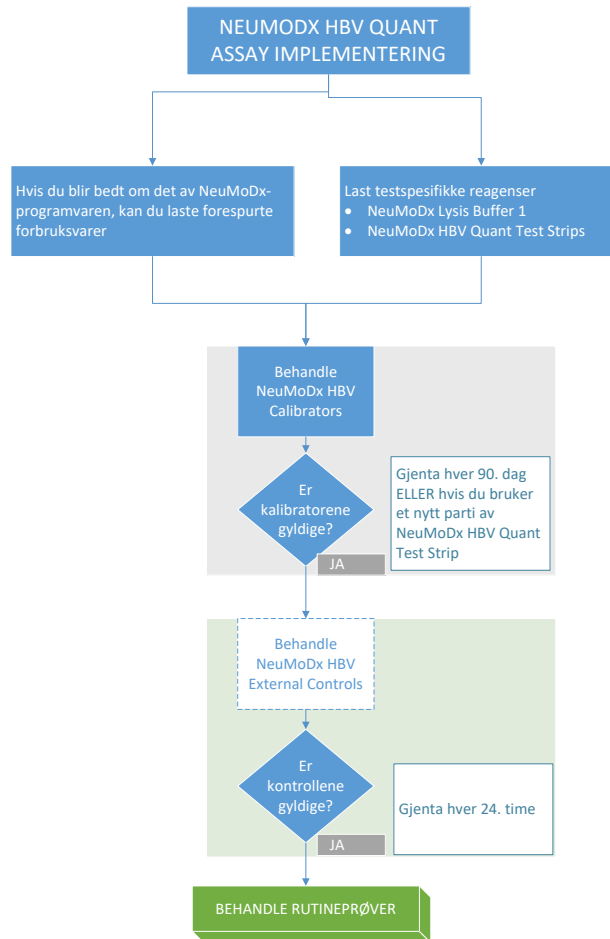 NEUMODX HBV QUANT
ASSAY IMPLEMENTERING
Hvis du blir bedt om det av NeuMoDx-
programvaren, kan du laste forespurte
forbruksvarer
Last testspesifikke reagenser
• NeuMoDx Lysis Buffer 1
• NeuMoDx HBV Quant Test Strips
Behandle
NeuMoDx HBV
Calibrators
Er
kalibratorene
gyldige?
JA
Gjenta hver 90. dag
ELLER hvis du bruker
et nytt parti av
NeuMoDx HBV Quant
Test Strip
Behandle
NeuMoDx HBV
External Controls
Er
kontrollene
gyldige?
JA
Gjenta hver 24. time
BEHANDLE RUTINEPRØVER